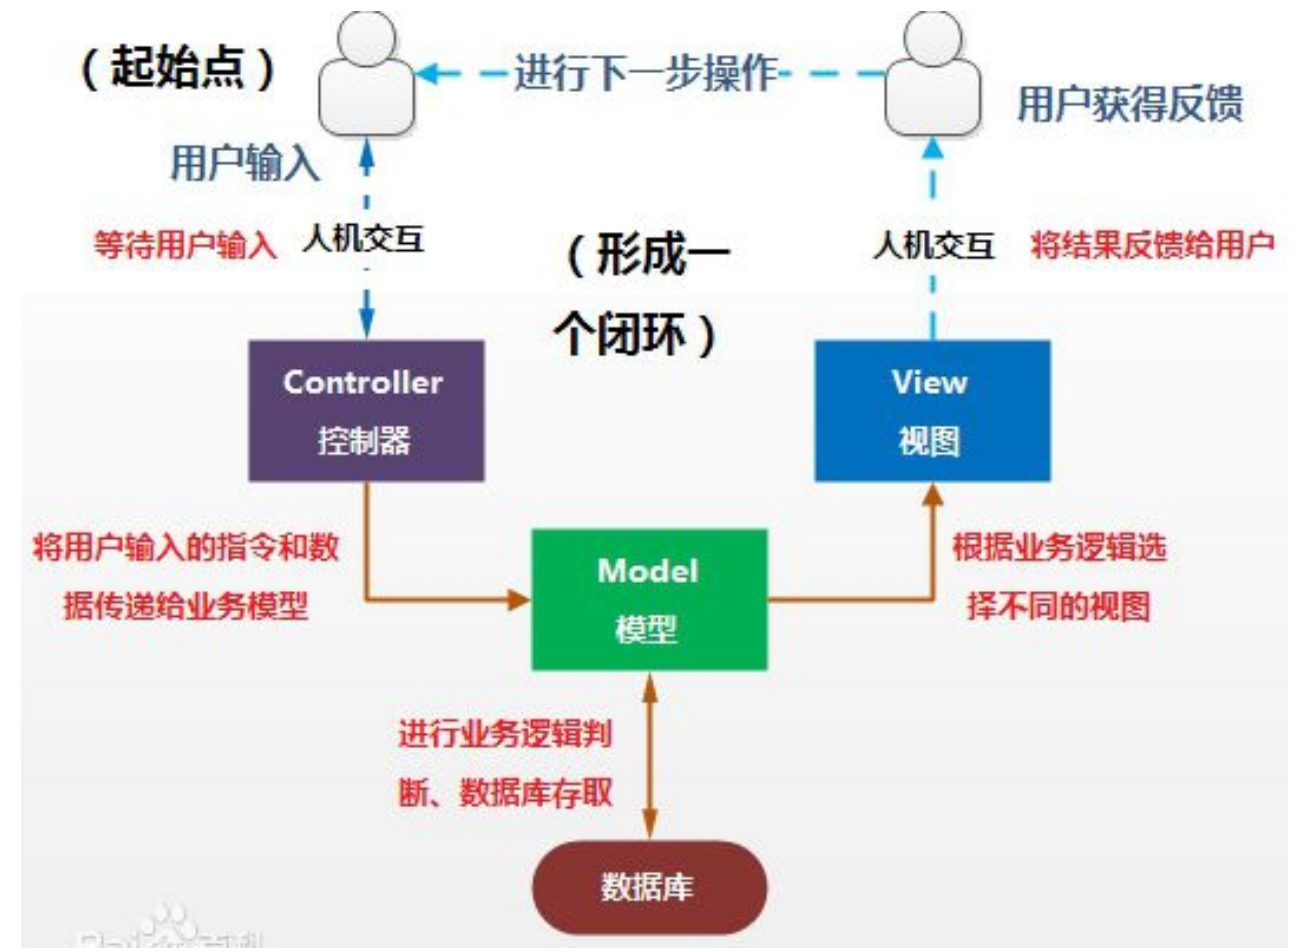 （起始点）
进行下一步操作
用户获得反馈
用户输入
等待用户输入
人机交互
（形成一
个闭环）
人机交互
将结果反馈给用户
Controller
控制器
View
视图
将用户输入的指令和数
据传递给业务模型
Model
模型
根据业务逻辑选
择不同的视图
进行业务逻辑判
断、数据库存取
数据库